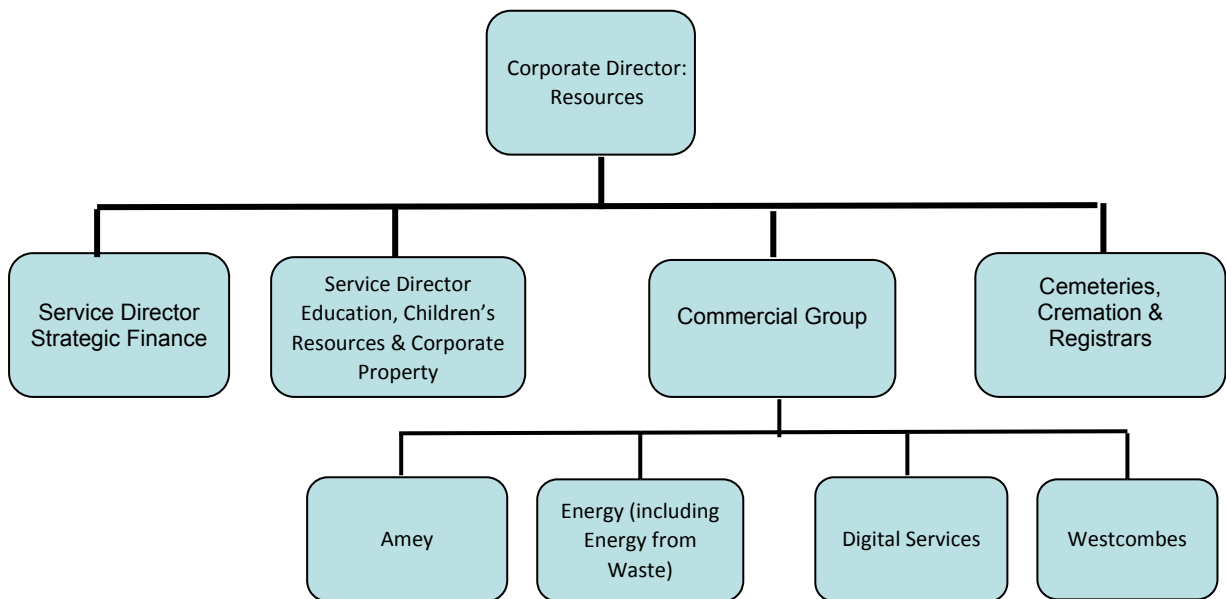 Corporate Director:
Resources
Service Director
Strategic Finance
Service Director
Education, Children’s
Resources & Corporate
Property
Commercial Group
Cemeteries,
Cremation &
Registrars
Amey
Energy (including
Energy from
Waste)
Digital Services
Westcombes